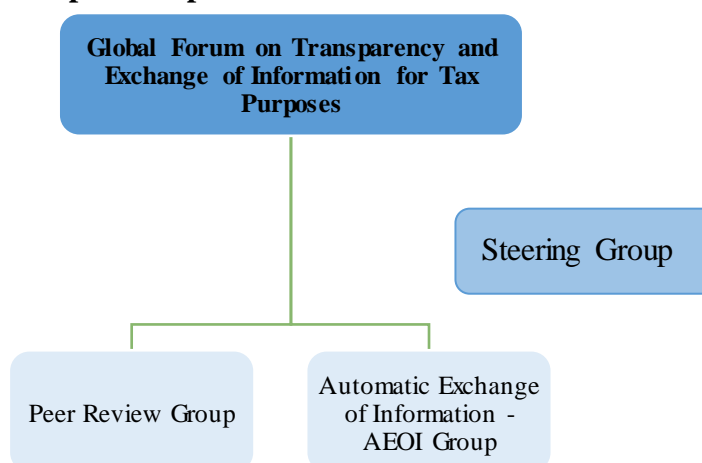 Global Forum on Transparency and
Exchange of Information for Tax
Purposes
Steering Group
Peer Review Group
Automatic Exchange
of Information -
AEOI Group